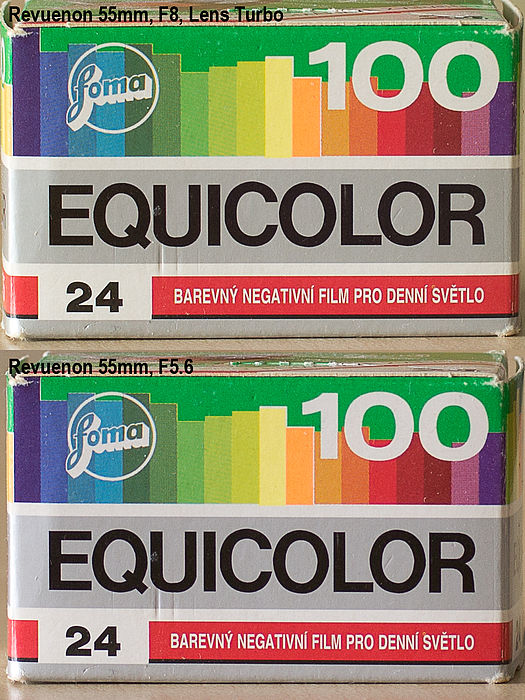 Revuenon 55mm, F8, Lens Turbo
foma
100
EQUICOLOR
24
BAREVNÝ NEGATIVNÍ FILM PRO DENNÍ SVĚTLO
Revuenon 55mm, F5.6
foma
100
EQUICOLOR
24
BAREVNÝ NEGATIVNÍ FILM PRO DENNÍ SVĚTLO